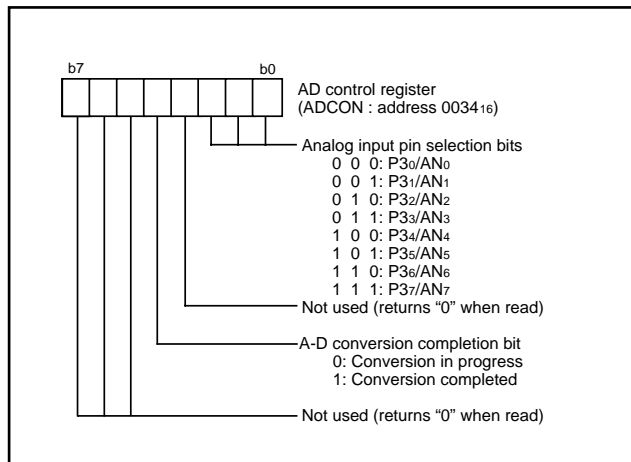 b7 b0
AD control register
(ADCON : address 0034₁₆)
Analog input pin selection bits
0 0 0: P3₀/AN₀
0 0 1: P3₁/AN₁
0 1 0: P3₂/AN₂
0 1 1: P3₃/AN₃
1 0 0: P3₄/AN₄
1 0 1: P3₅/AN₅
1 1 0: P3₆/AN₆
1 1 1: P3₇/AN₇
Not used (returns “0” when read)
A-D conversion completion bit
0: Conversion in progress
1: Conversion completed
Not used (returns “0” when read)